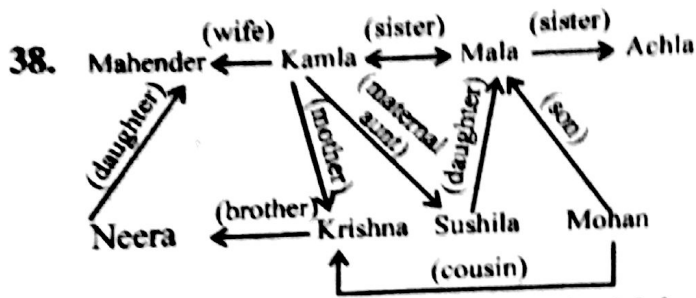 (wife) (sister) (sister)
38. Mahender Kamla Mala Achla
(daughter) (mother) (maternal aunt) (daughter) (son)
(brother)
Neera Krishna Sushila Mohan
(cousin)